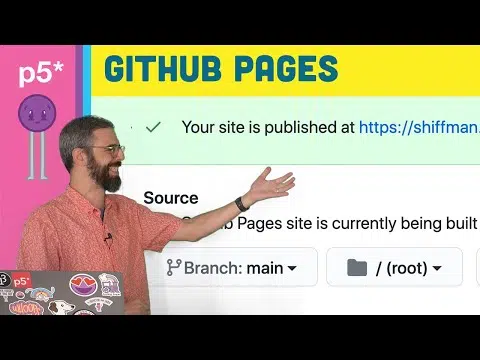 p5*
GITHUB PAGES
Your site is published at https://shiffman.
Source
b Pages site is currently being built
Branch: main
/ (root)
p5*